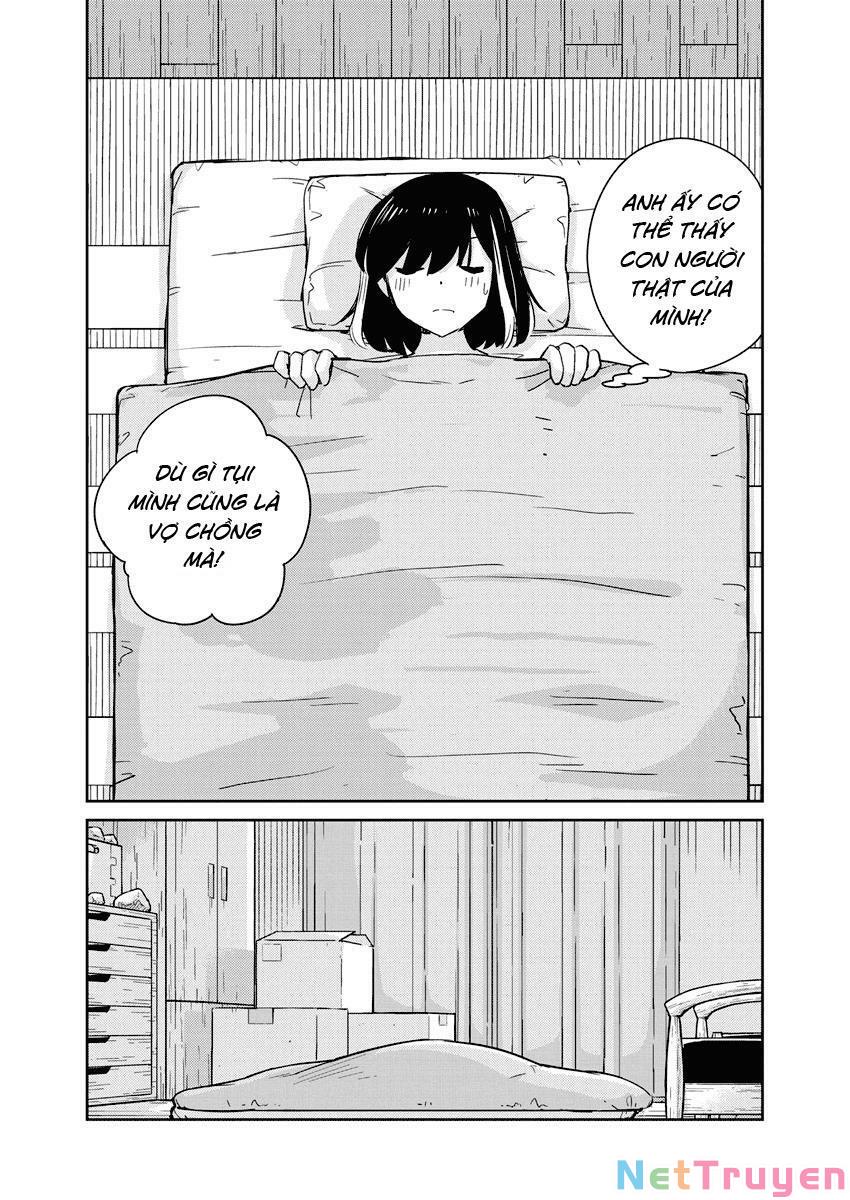 ANH ẤY CÓ
THỂ THẤY
CON NGƯỜI
THẬT CỦA
MÌNH!
DÙ GÌ TỤI
MÌNH CŨNG LÀ
VỢ CHỒNG
MÀ!
NetTruyen